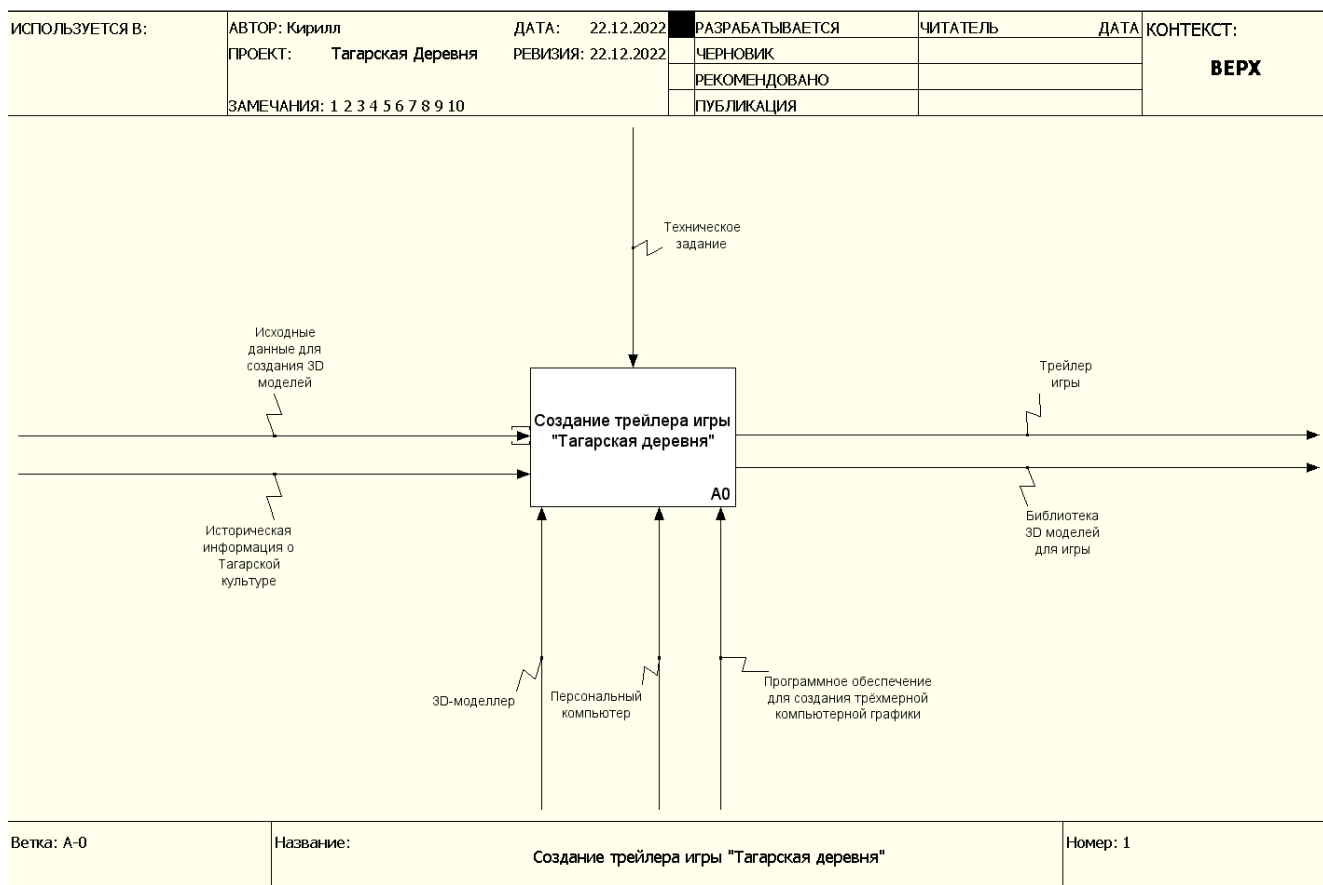 ИСПОЛЬЗУЕТСЯ В:
АВТОР: Кирилл
ДАТА: 22.12.2022
ПРОЕКТ: Тагарская Деревня
РЕВИЗИЯ: 22.12.2022
ЗАМЕЧАНИЯ: 1 2 3 4 5 6 7 8 9 10
РАЗРАБАТЫВАЕТСЯ
ЧЕРНОВИК
РЕКОМЕНДОВАНО
ПУБЛИКАЦИЯ
ЧИТАТЕЛЬ
ДАТА
КОНТЕКСТ:
ВЕРХ
Техническое
задание
Исходные
данные для
создания 3D
моделей
Трейлер
игры
Создание трейлера игры
"Тагарская деревня"
A0
Историческая
информация о
Тагарской
культуре
Библиотека
3D моделей
для игры
3D-моделлер
Персональный
компьютер
Программное обеспечение
для создания трёхмерной
компьютерной графики
Ветка: A-0
Название:
Создание трейлера игры "Тагарская деревня"
Номер: 1